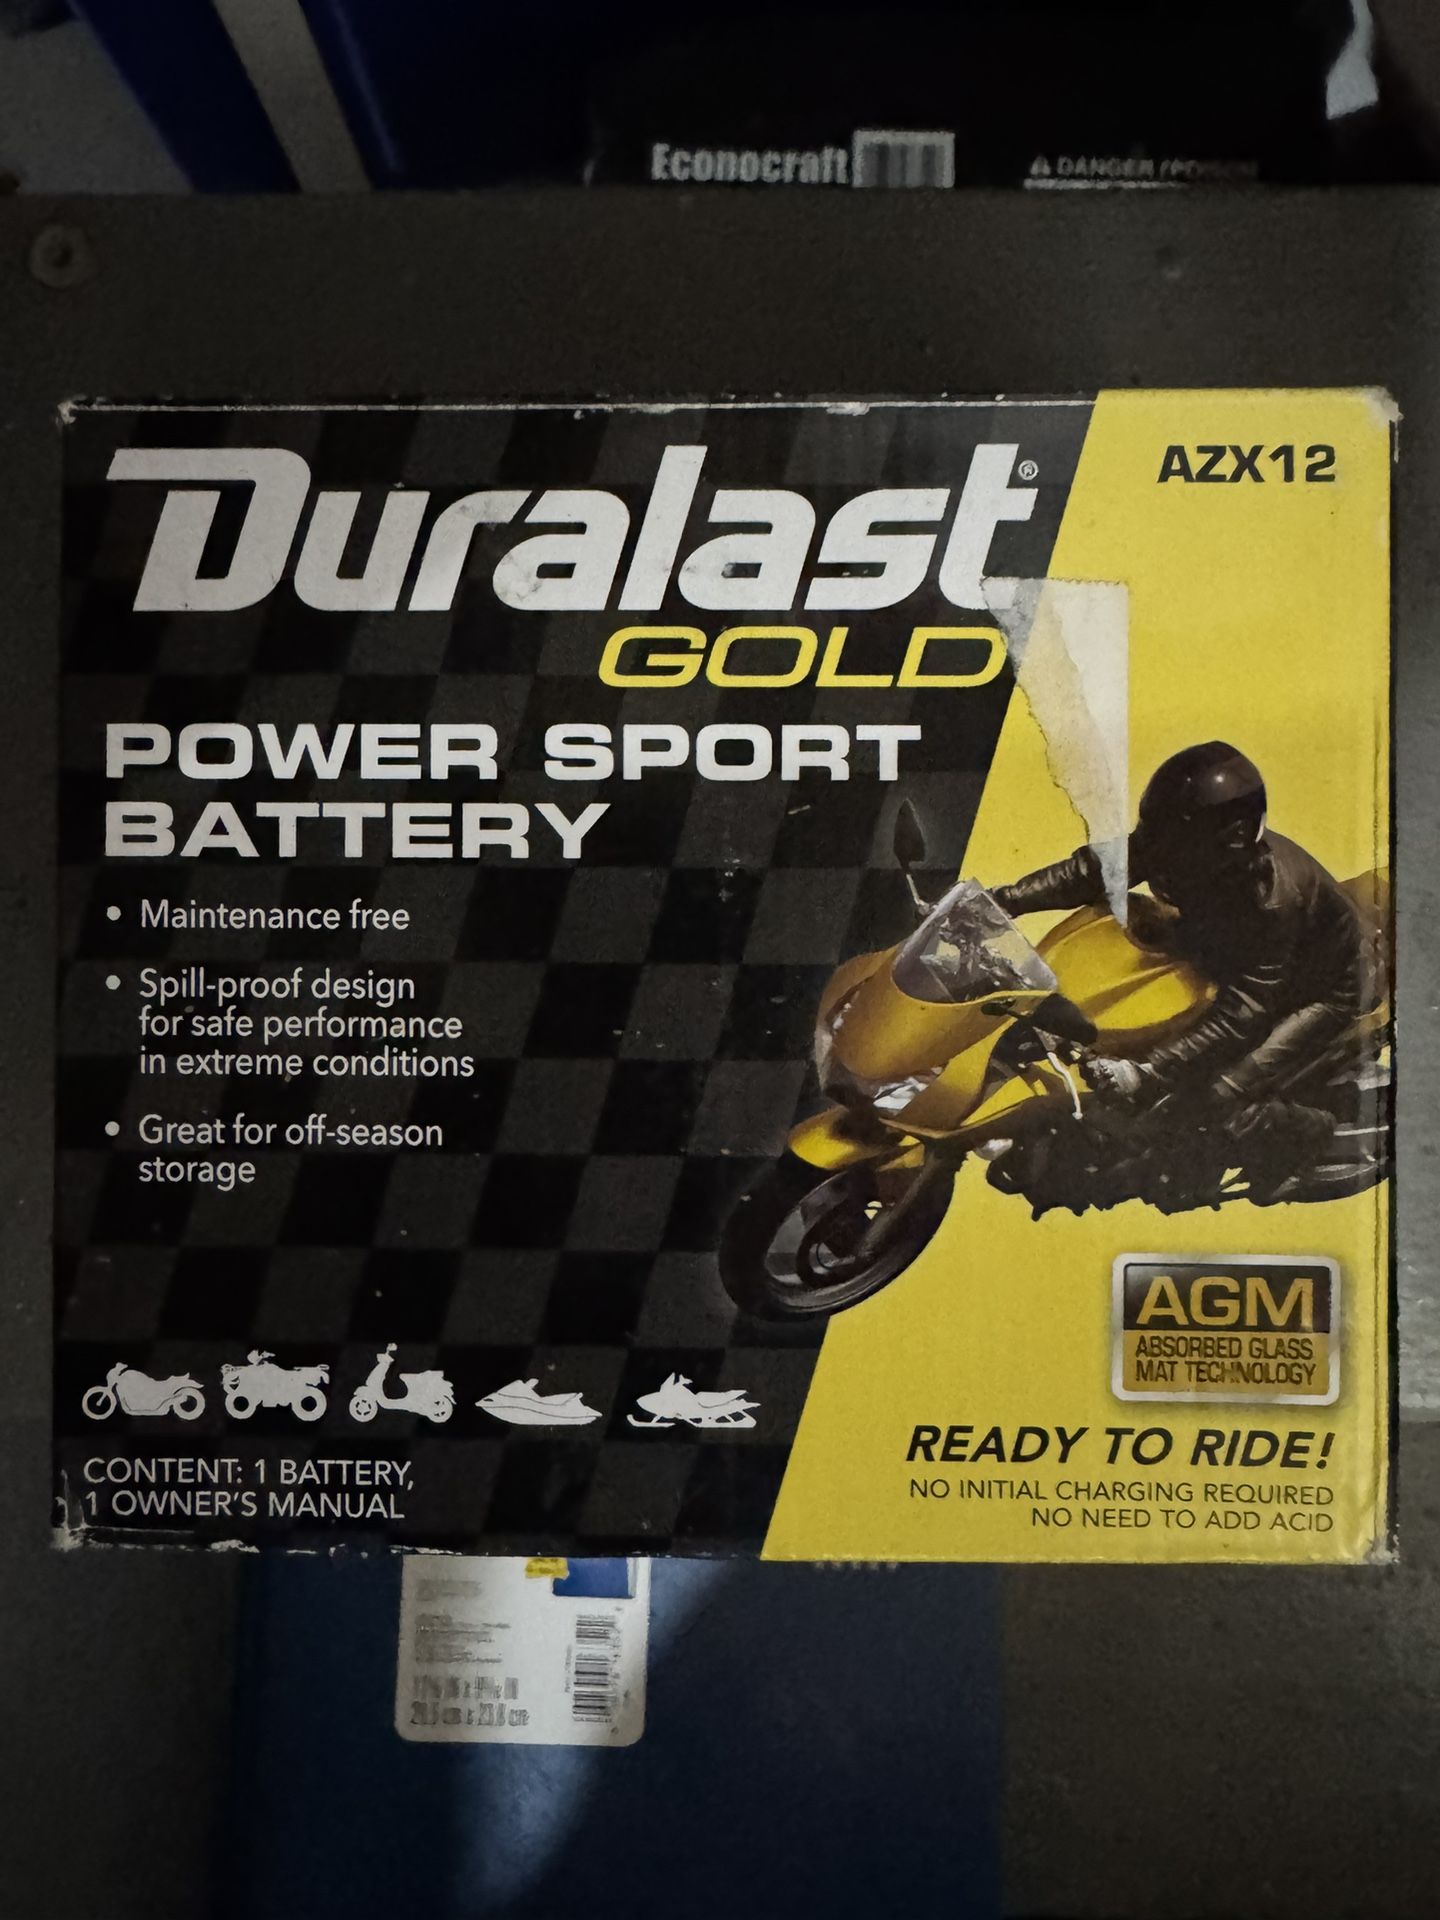 Econocraft
DANGER / POISON
Duralast®
GOLD
AZX12
POWER SPORT
BATTERY
• Maintenance free
• Spill-proof design
for safe performance
in extreme conditions
• Great for off-season
storage
AGM
ABSORBED GLASS
MAT TECHNOLOGY
CONTENT: 1 BATTERY,
1 OWNER'S MANUAL
READY TO RIDE!
NO INITIAL CHARGING REQUIRED
NO NEED TO ADD ACID